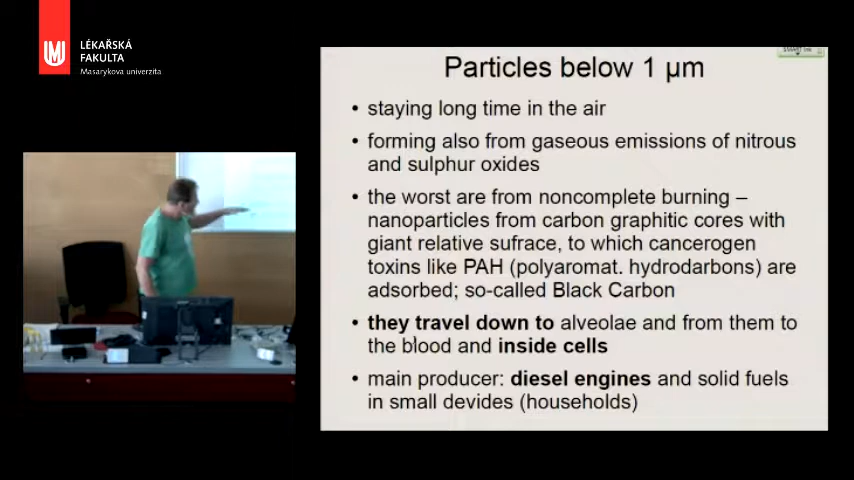 LÉKAŘSKÁ
FAKULTA
Masarykova univerzita
Particles below 1 µm
• staying long time in the air
• forming also from gaseous emissions of nitrous
and sulphur oxides
• the worst are from noncomplete burning –
nanoparticles from carbon graphitic cores with
giant relative sufrace, to which cancerogen
toxins like PAH (polyaromat. hydrodarbons) are
adsorbed; so-called Black Carbon
• they travel down to alveolae and from them to
the blood and inside cells
• main producer: diesel engines and solid fuels
in small devides (households)